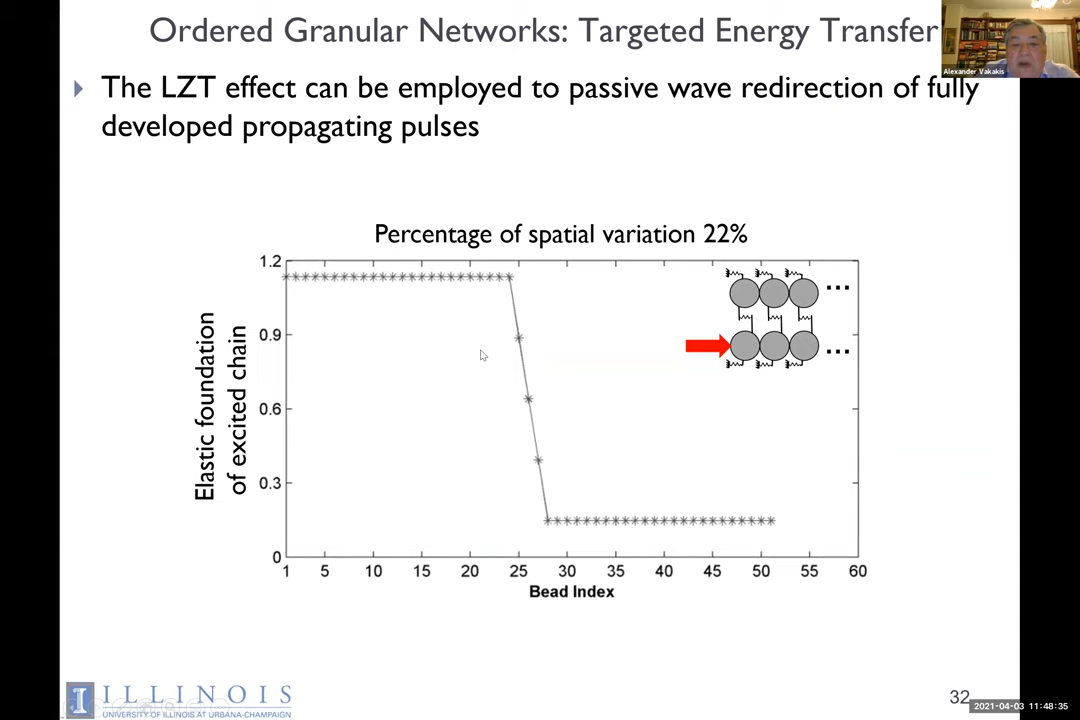 Ordered Granular Networks: Targeted Energy Transfer
Alexander Vakakis
The LZT effect can be employed to passive wave redirection of fully
developed propagating pulses
Percentage of spatial variation 22%
Elastic foundation
of excited chain
1.2
0.9
0.6
0.3
0
1 5 10 15 20 25 30 35 40 45 50 55 60
Bead Index
...
...
I ILLINOIS
UNIVERSITY OF ILLINOIS AT URBANA-CHAMPAIGN
32
2021-04-03 11:48:35